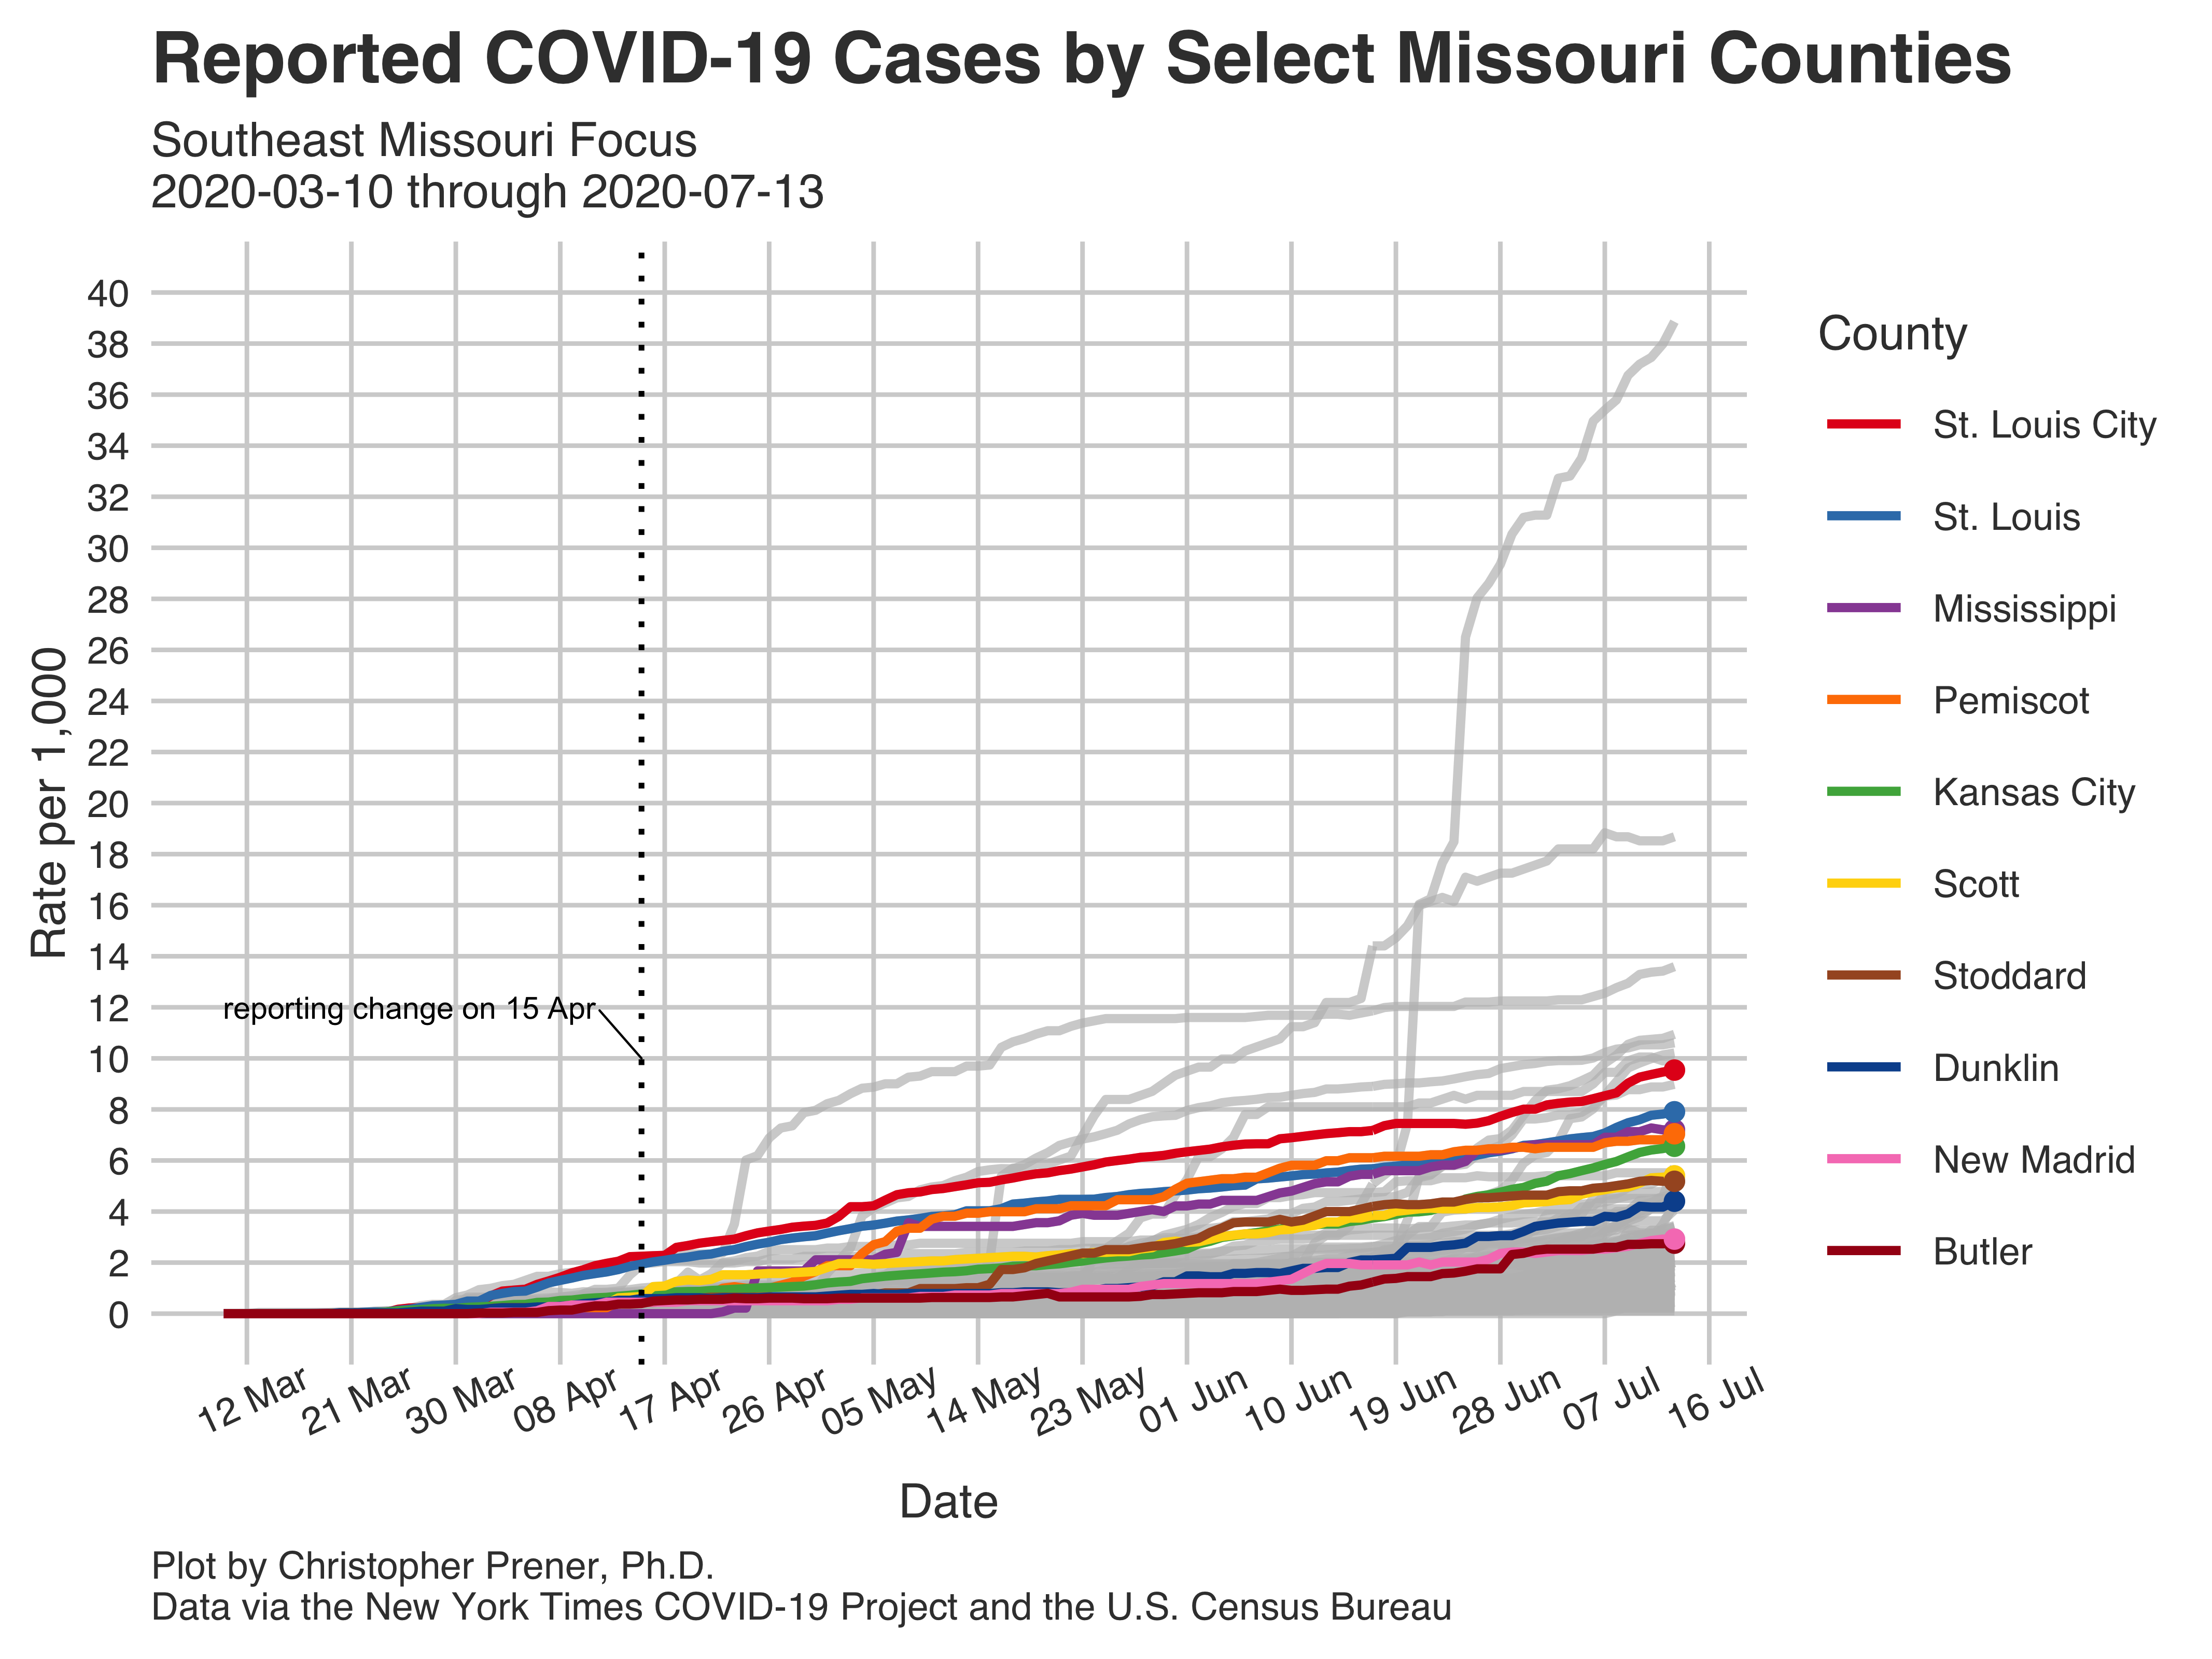 Reported COVID-19 Cases by Select Missouri Counties
Southeast Missouri Focus
2020-03-10 through 2020-07-13
Rate per 1,000
40
38
36
34
32
30
28
26
24
22
20
18
16
14
12
10
8
6
4
2
0
reporting change on 15 Apr
12 Mar
21 Mar
30 Mar
08 Apr
17 Apr
26 Apr
05 May
14 May
23 May
01 Jun
10 Jun
19 Jun
28 Jun
07 Jul
16 Jul
Date
County
St. Louis City
St. Louis
Mississippi
Pemiscot
Kansas City
Scott
Stoddard
Dunklin
New Madrid
Butler
Plot by Christopher Prener, Ph.D.
Data via the New York Times COVID-19 Project and the U.S. Census Bureau